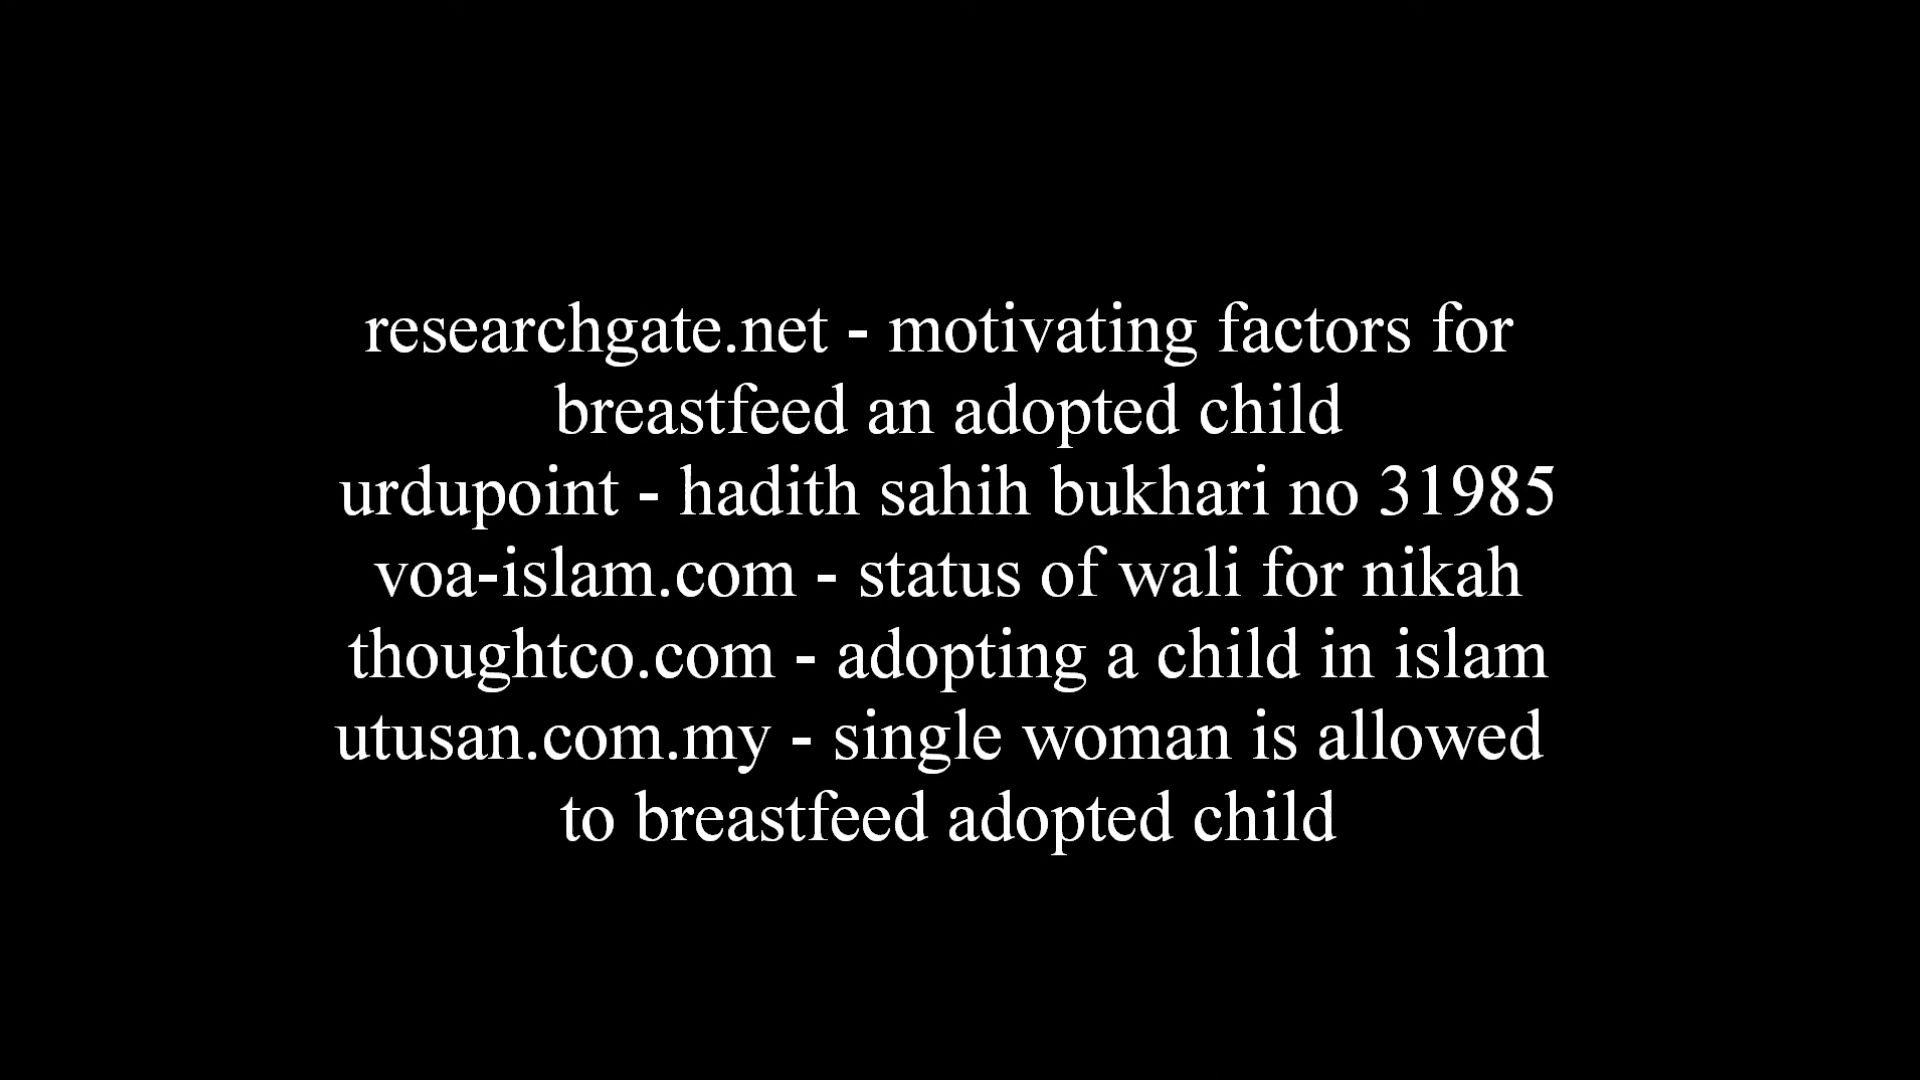 researchgate.net - motivating factors for
breastfeed an adopted child
urdupoint - hadith sahih bukhari no 31985
voa-islam.com - status of wali for nikah
thoughtco.com - adopting a child in islam
utusan.com.my - single woman is allowed
to breastfeed adopted child